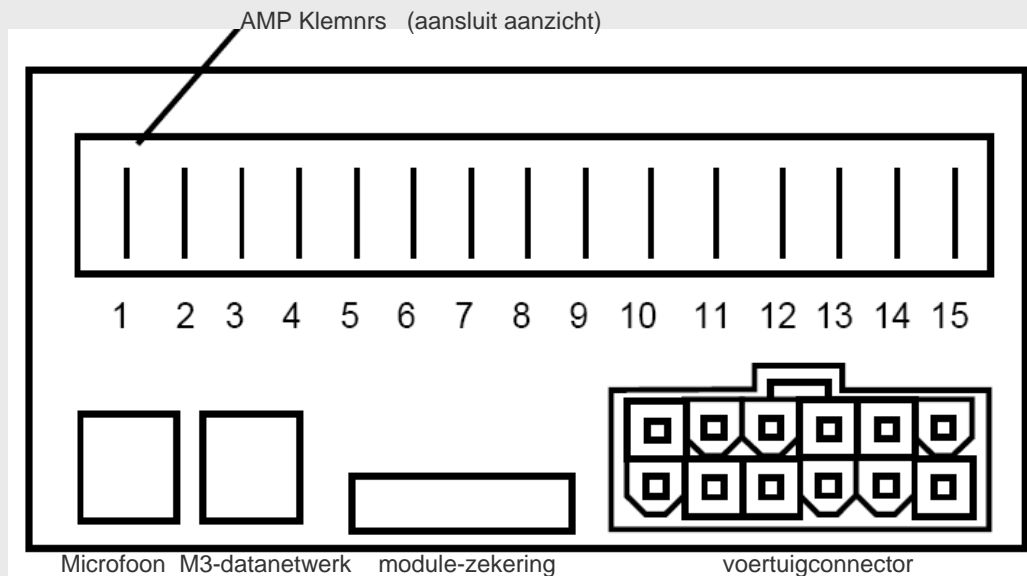 AMP Klemnrs (aansluit aanzicht)
1 2 3 4 5 6 7 8 9 10 11 12 13 14 15
Microfoon M3-datanetwerk module-zekering voertuigconnector